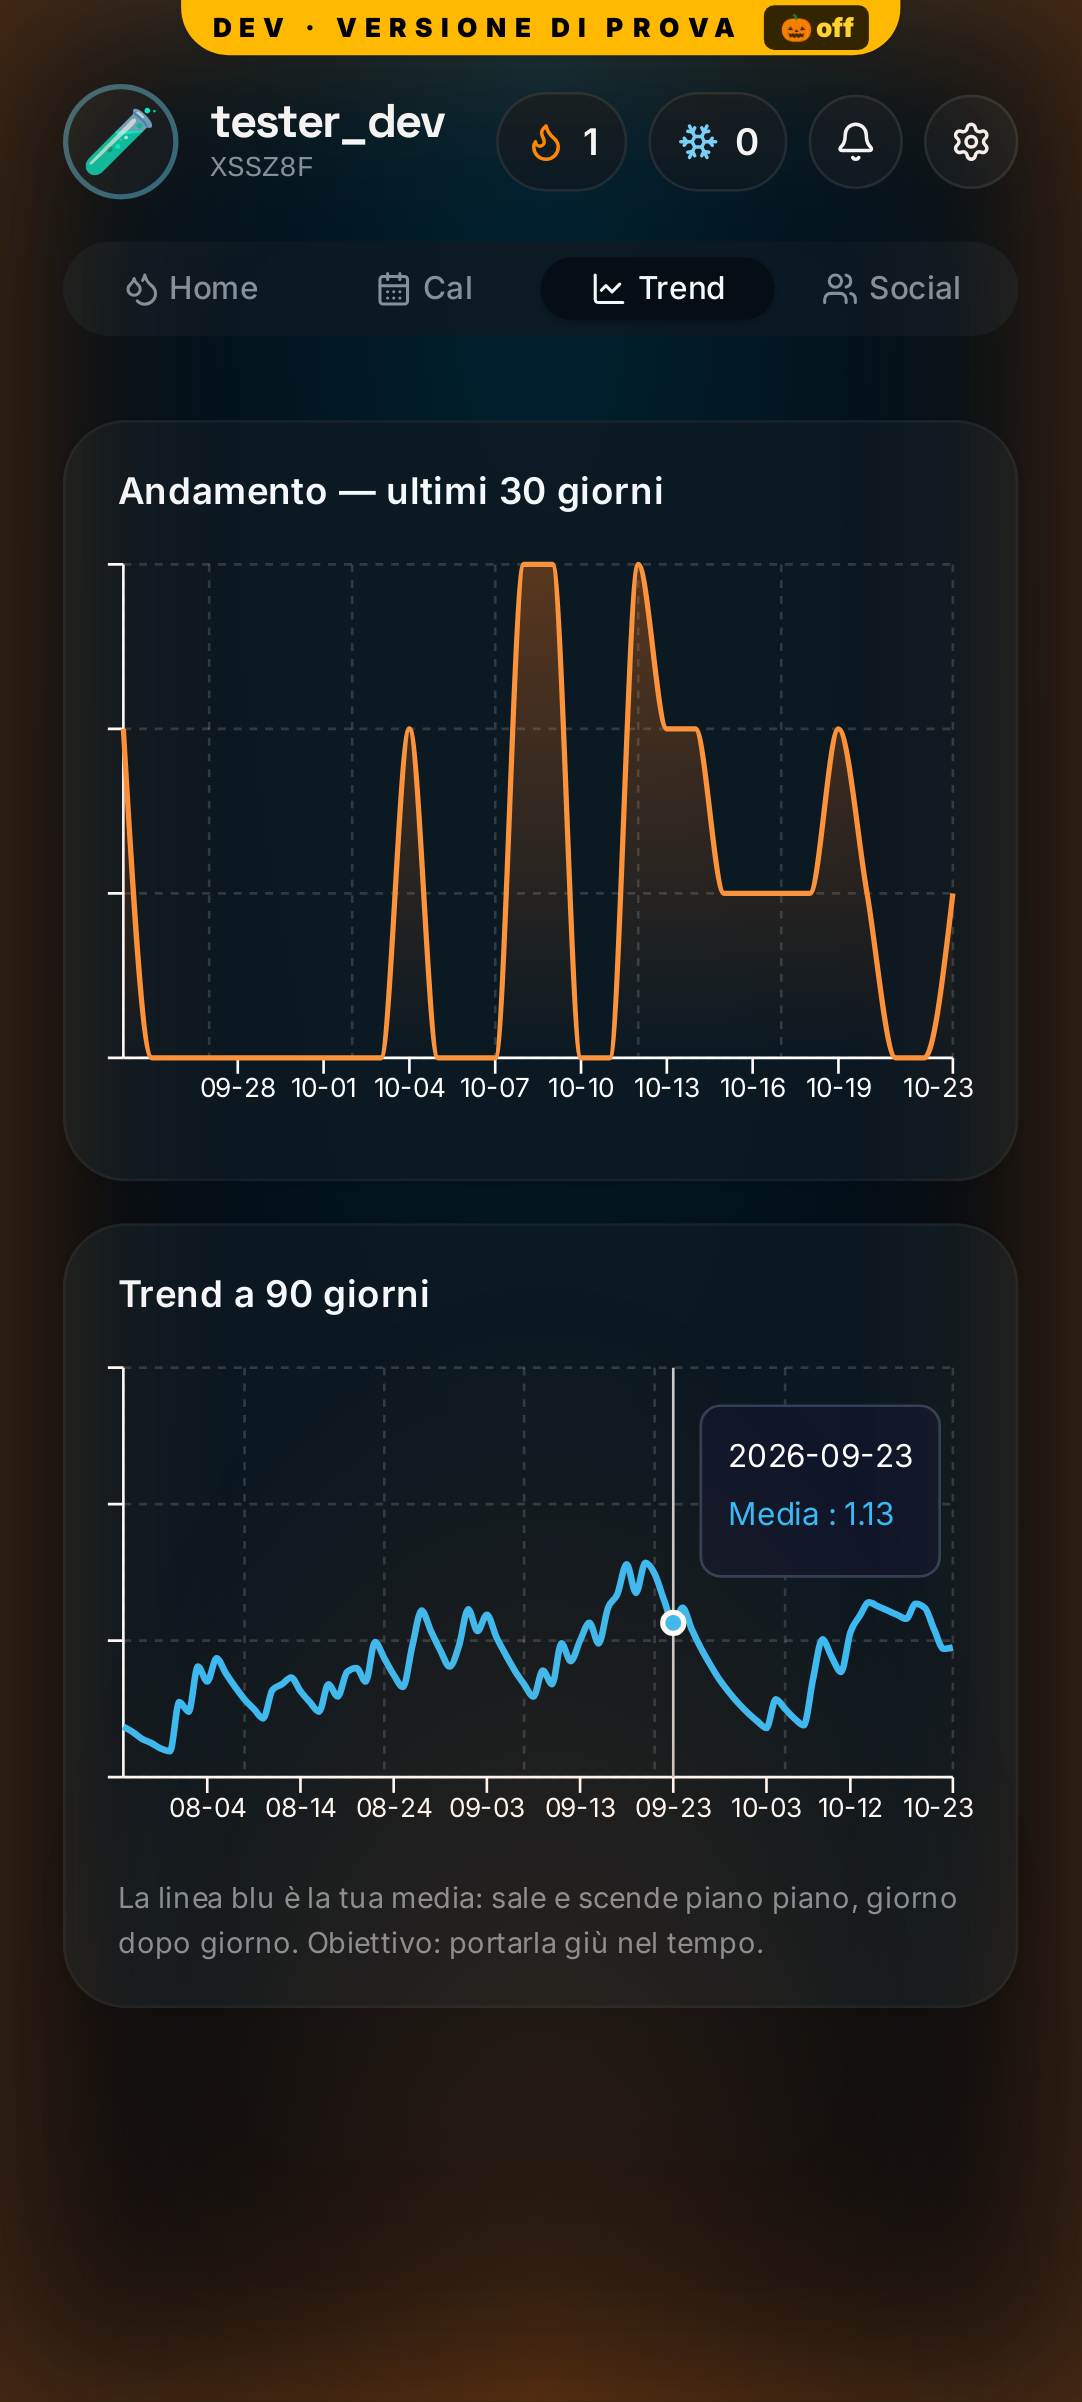 DEV · VERSIONE DI PROVA 🎃 off
tester_dev
XSSZ8F
1
0
Home
Cal
Trend
Social
Andamento — ultimi 30 giorni
09-28 10-01 10-04 10-07 10-10 10-13 10-16 10-19 10-23
Trend a 90 giorni
2026-09-23
Media : 1.13
08-04 08-14 08-24 09-03 09-13 09-23 10-03 10-12 10-23
La linea blu è la tua media: sale e scende piano piano, giorno
dopo giorno. Obiettivo: portarla giù nel tempo.